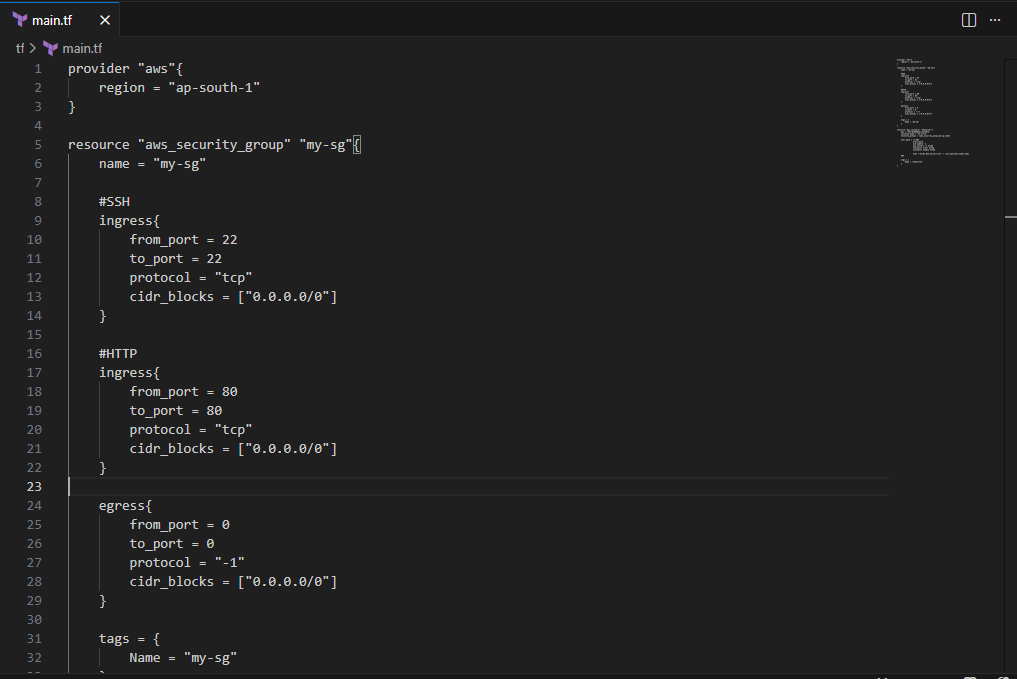 main.tf
tf > main.tf
1 provider "aws"{
2     region = "ap-south-1"
3 }
4
5 resource "aws_security_group" "my-sg"{
6     name = "my-sg"
7
8     #SSH
9     ingress{
10         from_port = 22
11         to_port = 22
12         protocol = "tcp"
13         cidr_blocks = ["0.0.0.0/0"]
14     }
15
16     #HTTP
17     ingress{
18         from_port = 80
19         to_port = 80
20         protocol = "tcp"
21         cidr_blocks = ["0.0.0.0/0"]
22     }
23
24     egress{
25         from_port = 0
26         to_port = 0
27         protocol = "-1"
28         cidr_blocks = ["0.0.0.0/0"]
29     }
30
31     tags = {
32         Name = "my-sg"